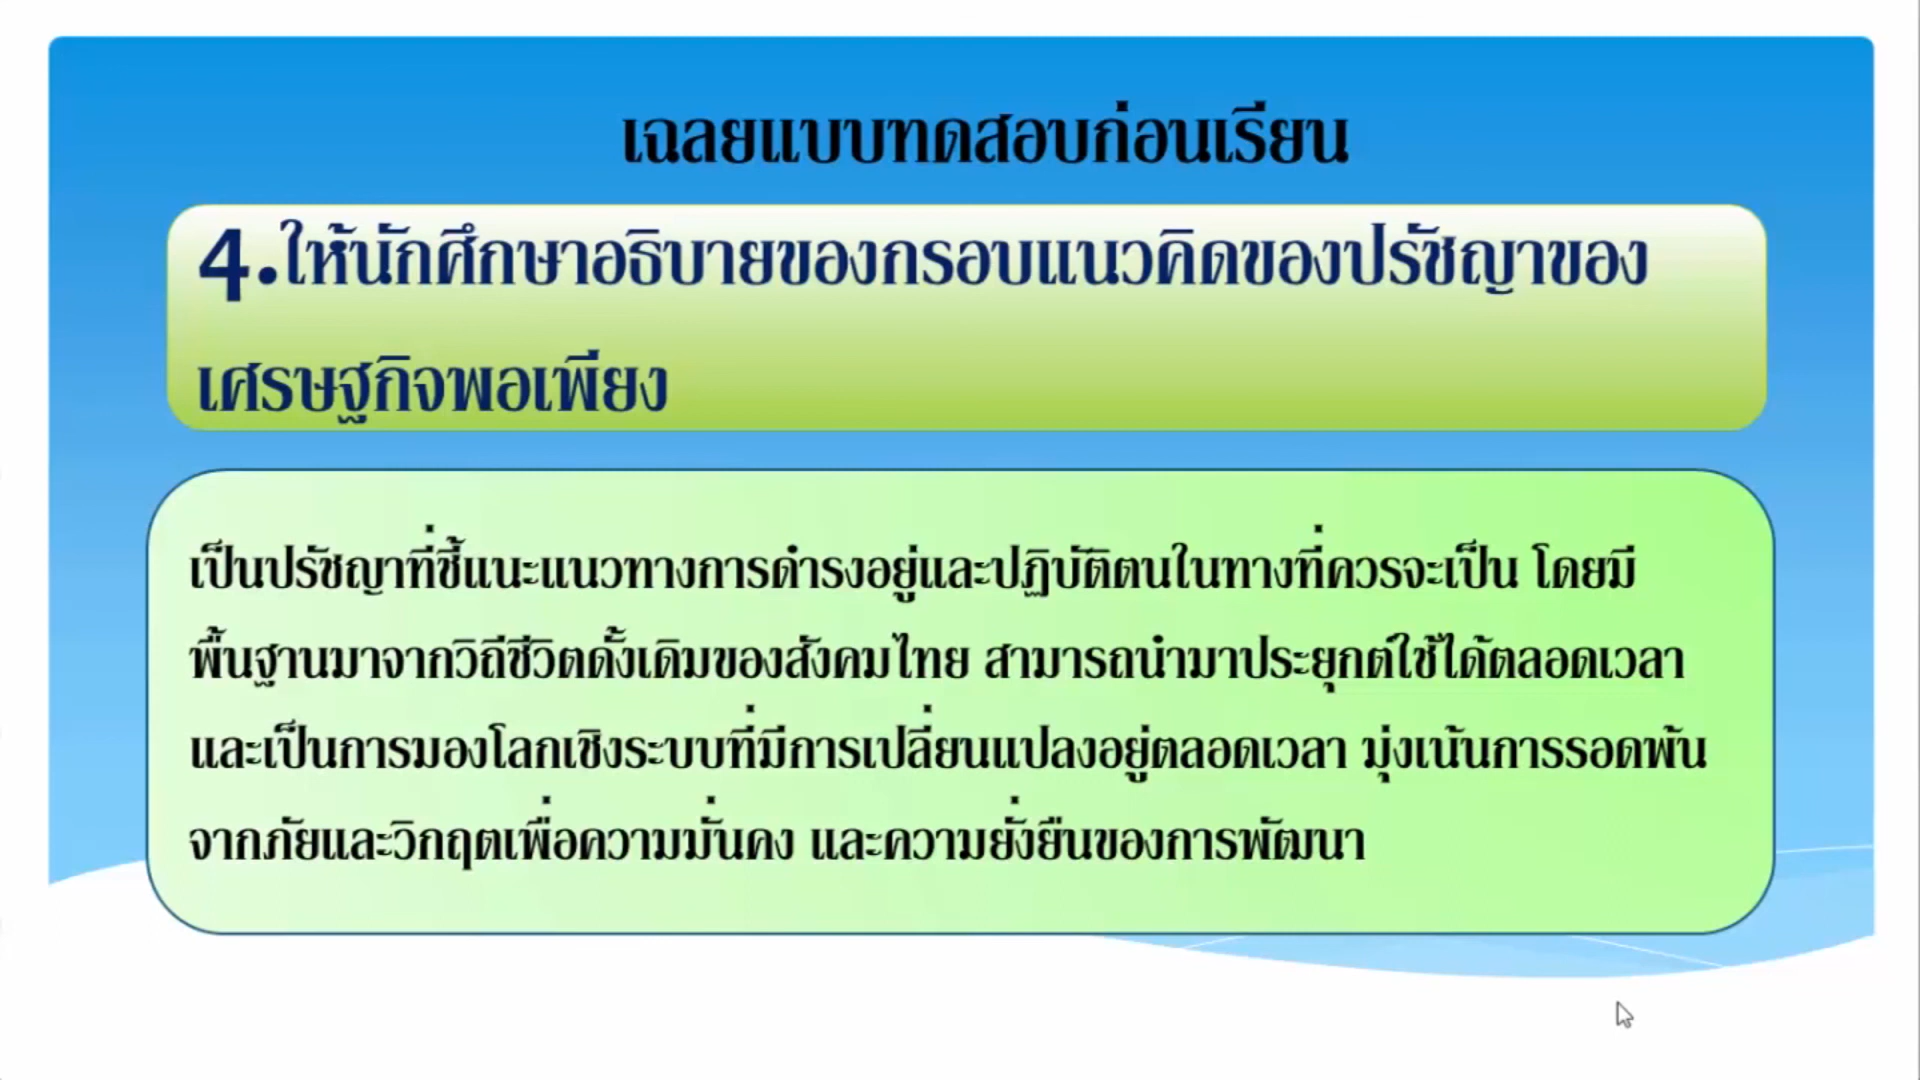 เฉลยแบบทดสอบก่อนเรียน
4.ให้นักศึกษาอธิบายของกรอบแนวคิดของปรัชญาของ
เศรษฐกิจพอเพียง
เป็นปรัชญาที่ชี้แนะแนวทางการดำรงอยู่และปฏิบัติตนในทางที่ควรจะเป็น โดยมี
พื้นฐานมาจากวิถีชีวิตดั้งเดิมของสังคมไทย สามารถนำมาประยุกต์ใช้ได้ตลอดเวลา
และเป็นการมองโลกเชิงระบบที่มีการเปลี่ยนแปลงอยู่ตลอดเวลา มุ่งเน้นการรอดพ้น
จากภัยและวิกฤตเพื่อความมั่นคง และความยั่งยืนของการพัฒนา